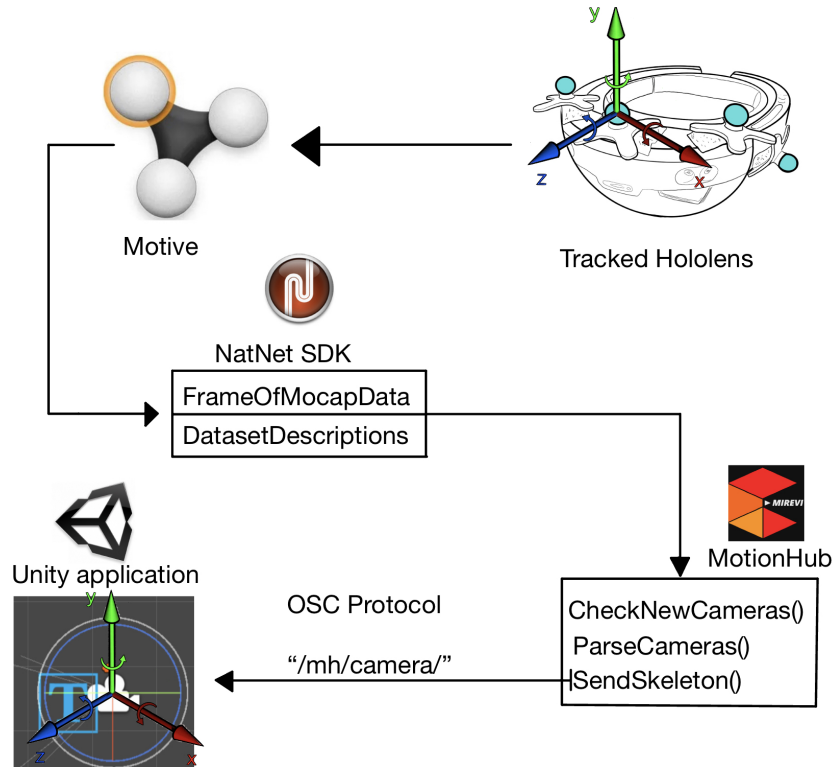 y
z
x
Motive
Tracked Hololens
NatNet SDK
FrameOfMocapData
DatasetDescriptions
MIREVI
MotionHub
Unity application
OSC Protocol
CheckNewCameras()
ParseCameras()
SendSkeleton()
“/mh/camera/”
y
T
z
x